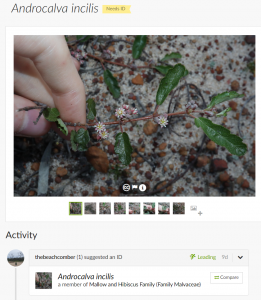 Androcalva incilis Needs ID
Activity
thebeachcomber (1) suggested an ID Leading 9d
Androcalva incilis Compare
a member of Mallow and Hibiscus Family (Family Malvaceae)